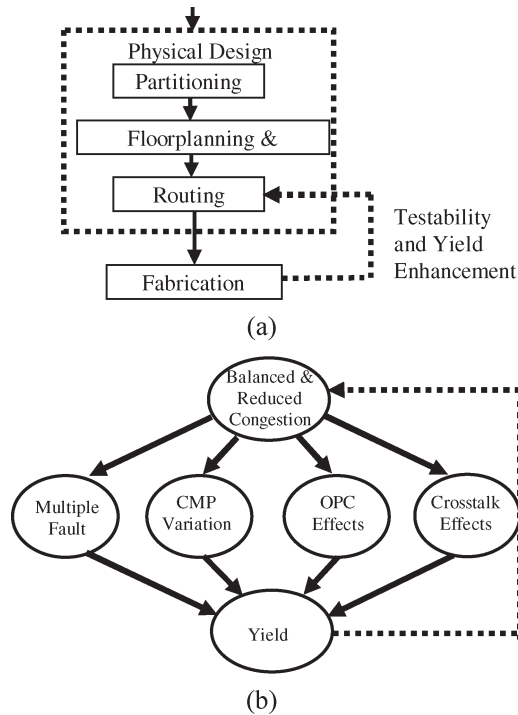 Physical Design
Partitioning
Floorplanning &
Routing
Testability
and Yield
Enhancement
Fabrication
(a)
Balanced &
Reduced
Congestion
Multiple
Fault
CMP
Variation
OPC
Effects
Crosstalk
Effects
Yield
(b)